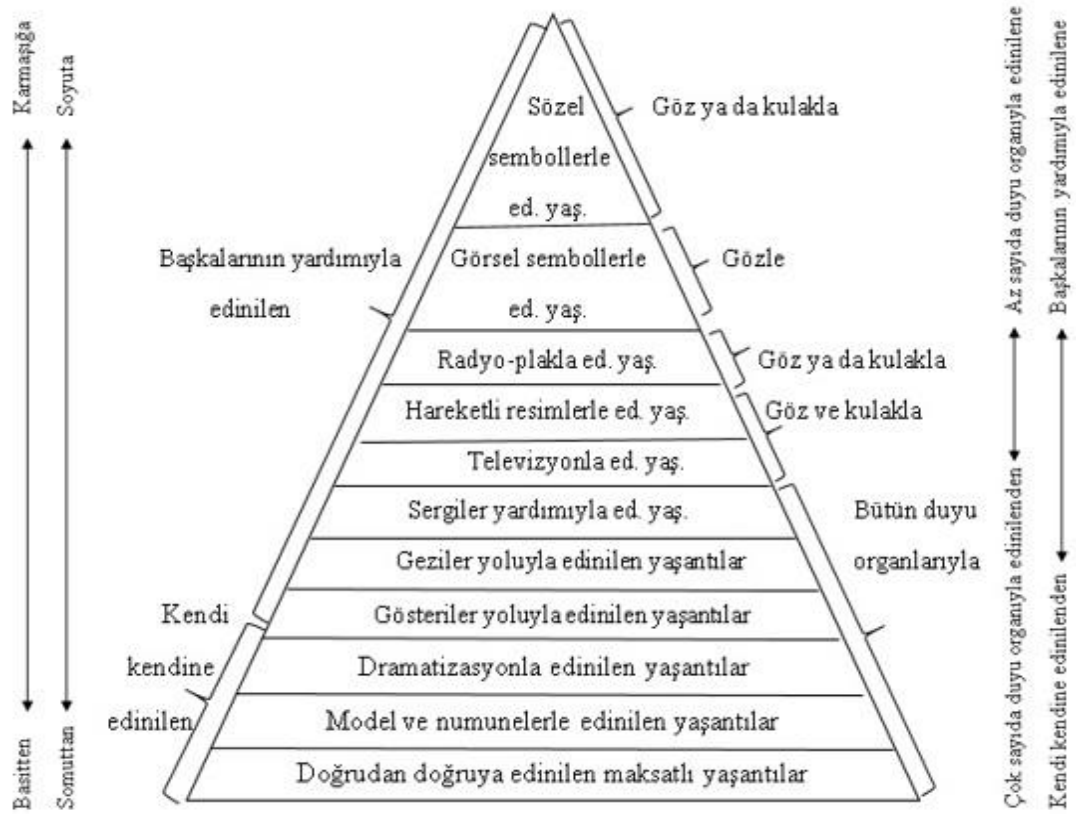 Karmaşığa
Soyuta
Basitten
Somuttan
Sözel
sembollerle
ed. yaş.
Görsel sembollerle
ed. yaş.
Radyo-plakla ed. yaş.
Hareketli resimlerle ed. yaş.
Televizyonla ed. yaş.
Sergiler yardımıyla ed. yaş.
Geziler yoluyla edinilen yaşantılar
Gösteriler yoluyla edinilen yaşantılar
Dramatizasyonla edinilen yaşantılar
Model ve numunelerle edinilen yaşantılar
Doğrudan doğruya edinilen maksatlı yaşantılar
Başkalarının yardımıyla
edinilen
Kendi
kendine
edinilen
Göz ya da kulakla
Gözle
Göz ya da kulakla
Göz ve kulakla
Bütün duyu
organlarıyla
Az sayıda duyu organıyla edinilene
Çok sayıda duyu organıyla edinilenden
Başkalarının yardımıyla edinilene
Kendi kendine edinilenden